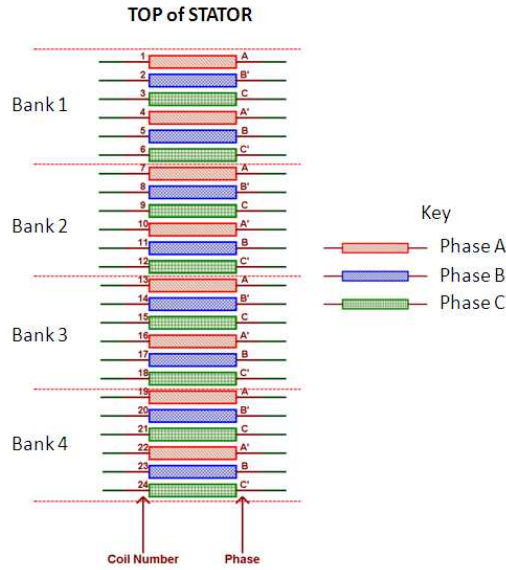 TOP of STATOR
1 A
2 B'
Bank 1
3 C
4 A'
5 B
6 C'
7 A
8 B'
Bank 2
9 C
10 A'
11 B
12 C'
13 A
14 B'
Bank 3
15 C
16 A'
17 B
18 C'
19 A
20 B'
Bank 4
21 C
22 A'
23 B
24 C'
Coil Number Phase
Key
Phase A
Phase B
Phase C